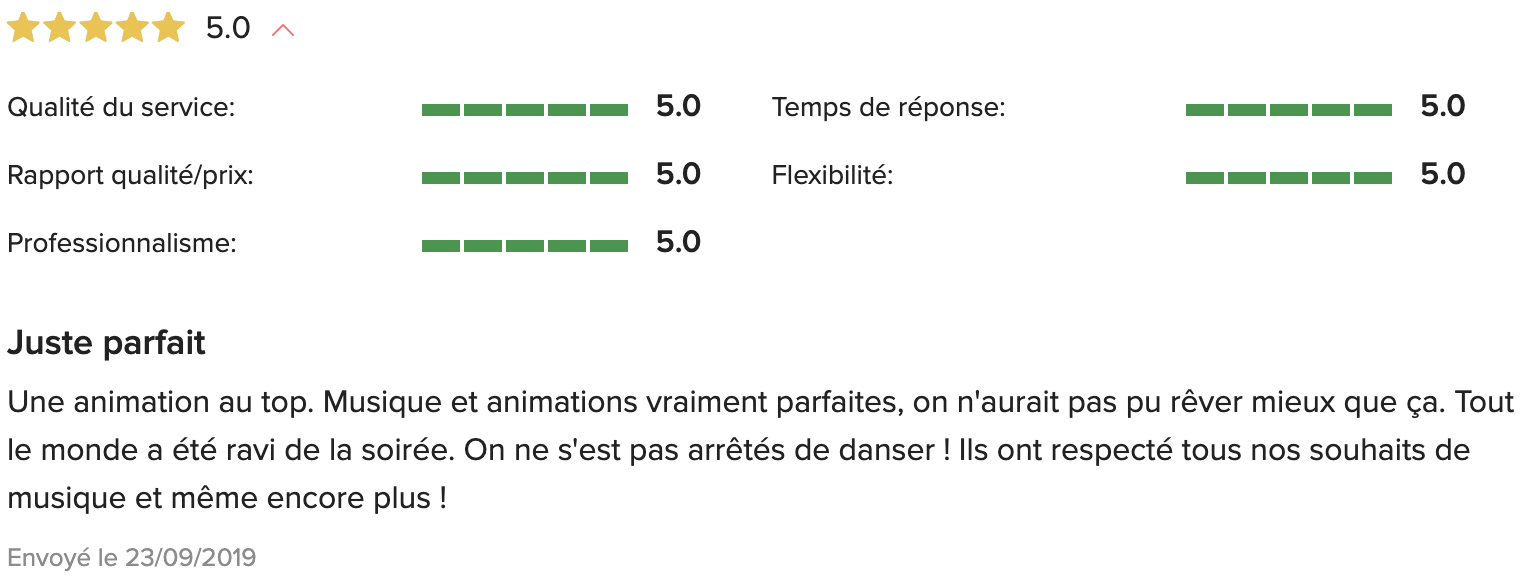 5.0
Qualité du service: 5.0 Temps de réponse: 5.0
Rapport qualité/prix: 5.0 Flexibilité: 5.0
Professionnalisme: 5.0
Juste parfait
Une animation au top. Musique et animations vraiment parfaites, on n'aurait pas pu rêver mieux que ça. Tout
le monde a été ravi de la soirée. On ne s'est pas arrêtés de danser ! Ils ont respecté tous nos souhaits de
musique et même encore plus !
Envoyé le 23/09/2019